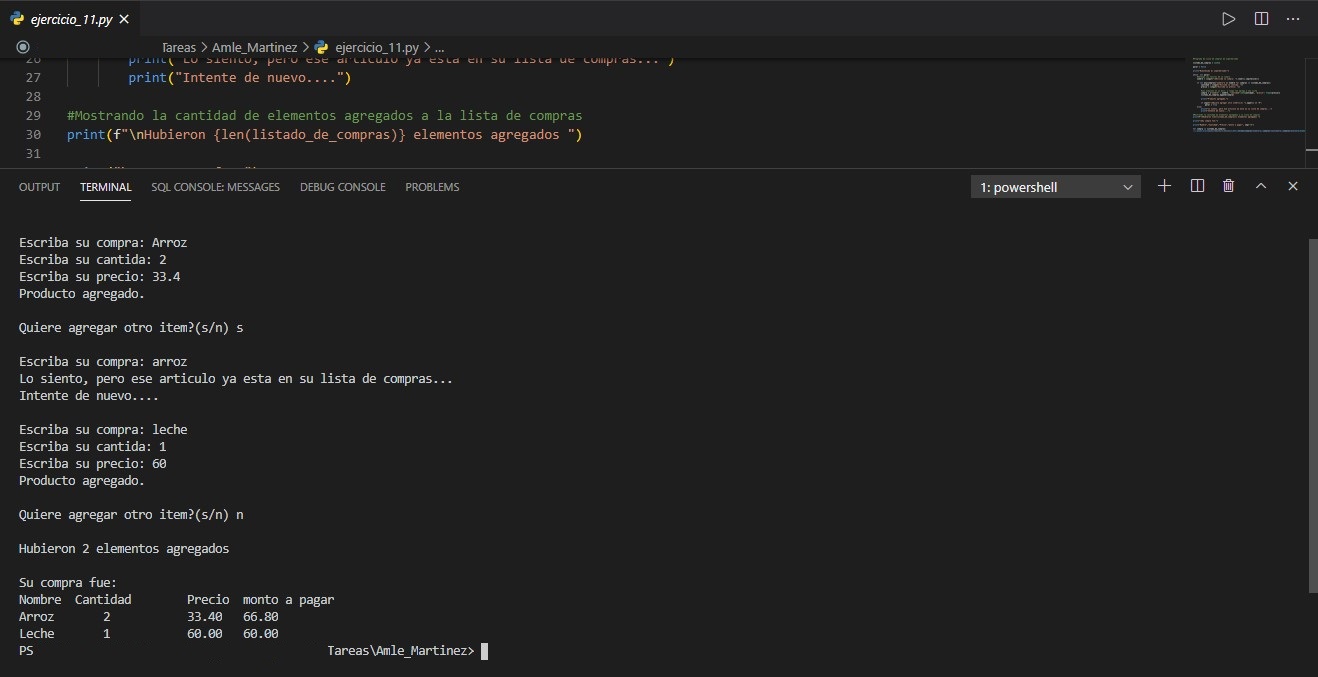 ejercicio_11.py
Tareas > Amle_Martinez > ejercicio_11.py > ...
26 print("Lo siento, pero ese articulo ya esta en su lista de compras...")
27 print("Intente de nuevo....")
28
29 #Mostrando la cantidad de elementos agregados a la lista de compras
30 print(f"\nHubieron {len(listado_de_compras)} elementos agregados ")
31
OUTPUT TERMINAL SQL CONSOLE: MESSAGES DEBUG CONSOLE PROBLEMS 1: powershell
Escriba su compra: Arroz
Escriba su cantida: 2
Escriba su precio: 33.4
Producto agregado.
Quiere agregar otro item?(s/n) s
Escriba su compra: arroz
Lo siento, pero ese articulo ya esta en su lista de compras...
Intente de nuevo....
Escriba su compra: leche
Escriba su cantida: 1
Escriba su precio: 60
Producto agregado.
Quiere agregar otro item?(s/n) n
Hubieron 2 elementos agregados
Su compra fue:
Nombre Cantidad Precio monto a pagar
Arroz 2 33.40 66.80
Leche 1 60.00 60.00
PS Tareas\Amle_Martinez>